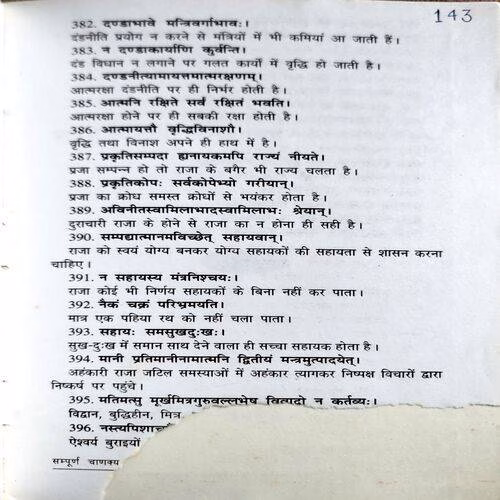 143
382. दण्डाभावे मन्त्रिवर्गाभावः।
दंडनीति प्रयोग न करने से मंत्रियों में भी कमियां आ जाती हैं।
383. न दण्डाकार्याणि कुर्वन्ति।
दंड विधान न लगाने पर गलत कार्यों में वृद्धि हो जाती है।
384. दण्डनीत्यामायत्तमात्मरक्षणम्।
आत्मरक्षा दंडनीति पर ही निर्भर होती है।
385. आत्मनि रक्षिते सर्वं रक्षितं भवति।
आत्मरक्षा होने पर ही सबकी रक्षा होती है।
386. आत्मायत्तौ वृद्धिविनाशौ।
वृद्धि तथा विनाश अपने ही हाथ में है।
387. प्रकृतिसम्पदा ह्यनायकमपि राज्यं नीयते।
प्रजा सम्पन्न हो तो राजा के बगैर भी राज्य चलता है।
388. प्रकृतिकोपः सर्वकोपेभ्यो गरीयान्।
प्रजा का क्रोध समस्त क्रोधों से भयंकर होता है।
389. अविनीतस्वामिलाभादस्वामिलाभः श्रेयान्।
दुराचारी राजा के होने से राजा का न होना ही सही है।
390. सम्पद्यात्मानमविच्छेत् सहायवान्।
राजा को स्वयं योग्य बनकर योग्य सहायकों की सहायता से शासन करना
चाहिए।
391. न सहायस्य मंत्रनिश्चयः।
राजा कोई भी निर्णय सहायकों के बिना नहीं कर पाता।
392. नैकं चक्रं परिभ्रमयति।
मात्र एक पहिया रथ को नहीं चला पाता।
393. सहायः समसुखदुःखः।
सुख-दुःख में समान साथ देने वाला ही सच्चा सहायक होता है।
394. मानी प्रतिमानीनामात्मनि द्वितीयं मन्त्रमुत्पादयेत्।
अहंकारी राजा जटिल समस्याओं में अहंकार त्यागकर निष्पक्ष विचारों द्वारा
निष्कर्ष पर पहुंचे।
395. मतिमत्सु मूर्खमित्रगुरुवल्लभेष न कर्तव्यः।
विद्वान, बुद्धिहीन, मित्र,
396.
ऐश्वर्य बुराइयों
सम्पूर्ण चाणक्य